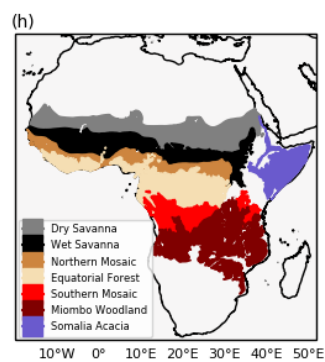 (h)
Dry Savanna
Wet Savanna
Northern Mosaic
Equatorial Forest
Southern Mosaic
Miombo Woodland
Somalia Acacia
10°W 0° 10°E 20°E 30°E 40°E 50°E